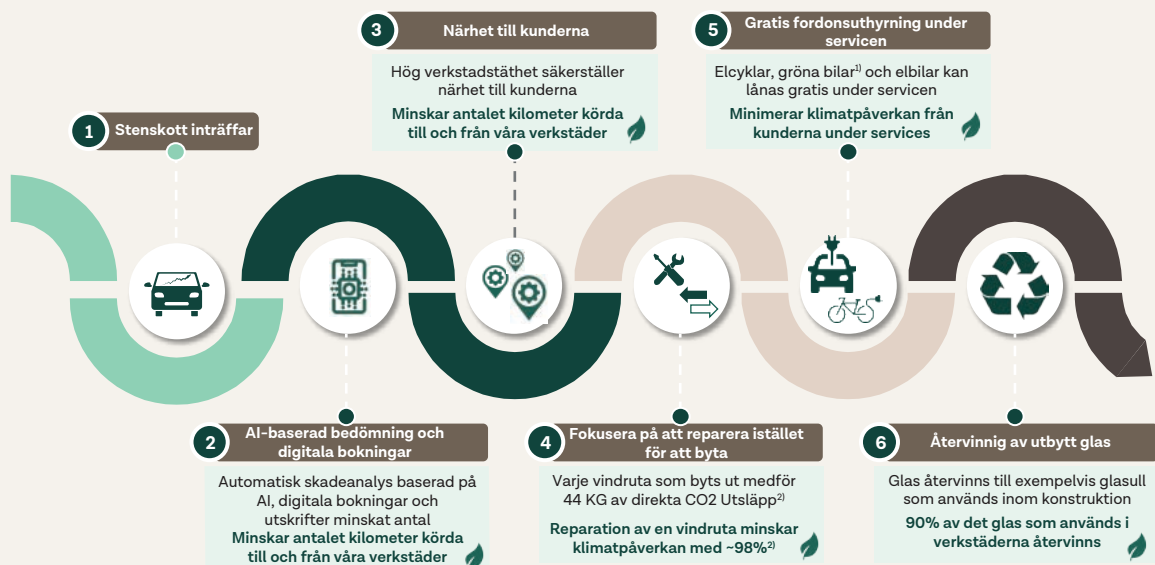 1
Stenskott inträffar
2
AI-baserad bedömning och
digitala bokningar
Automatisk skadeanalys baserad på
AI, digitala bokningar och
utskrifter minskat antal
Minskar antalet kilometer körda
till och från våra verkstäder
3
Närhet till kunderna
Hög verkstadstäthet säkerställer
närhet till kunderna
Minskar antalet kilometer körda
till och från våra verkstäder
4
Fokusera på att reparera istället
för att byta
Varje vindruta som byts ut medför
44 KG av direkta CO2 Utsläpp²⁾
Reparation av en vindruta minskar
klimatpåverkan med ~98%²⁾
5
Gratis fordonsuthyrning under
servicen
Elcyklar, gröna bilar¹⁾ och elbilar kan
lånas gratis under servicen
Minimerar klimatpåverkan från
kunderna under services
6
Återvinnig av utbytt glas
Glas återvinns till exempelvis glasull
som används inom konstruktion
90% av det glas som används i
verkstäderna återvinns